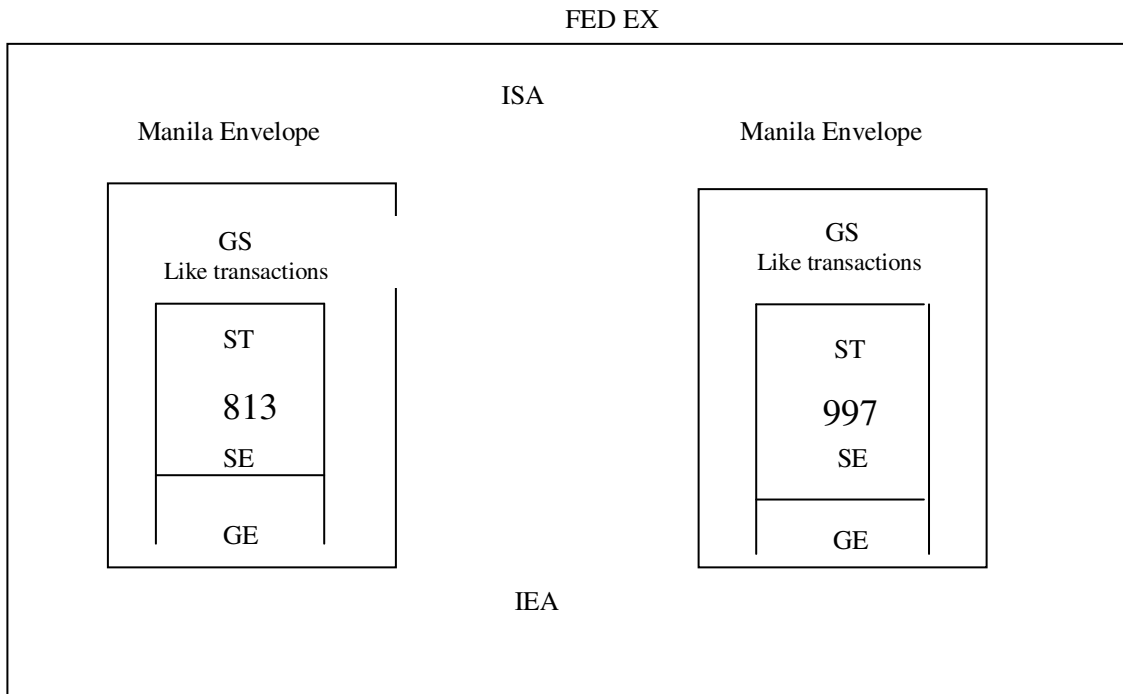 FED EX
ISA
Manila Envelope
Manila Envelope
GS
Like transactions
ST
813
SE
GE
GS
Like transactions
ST
997
SE
GE
IEA